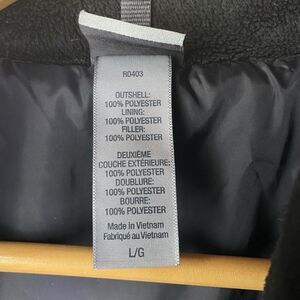 R0403
OUTSHELL:
100% POLYESTER
LINING:
100% POLYESTER
FILLER:
100% POLYESTER
DEUXIÈME
COUCHE EXTÉRIEURE:
100% POLYESTER
DOUBLURE:
100% POLYESTER
BOURRE:
100% POLYESTER
Made in Vietnam
Fabriqué au Vietnam
L/G